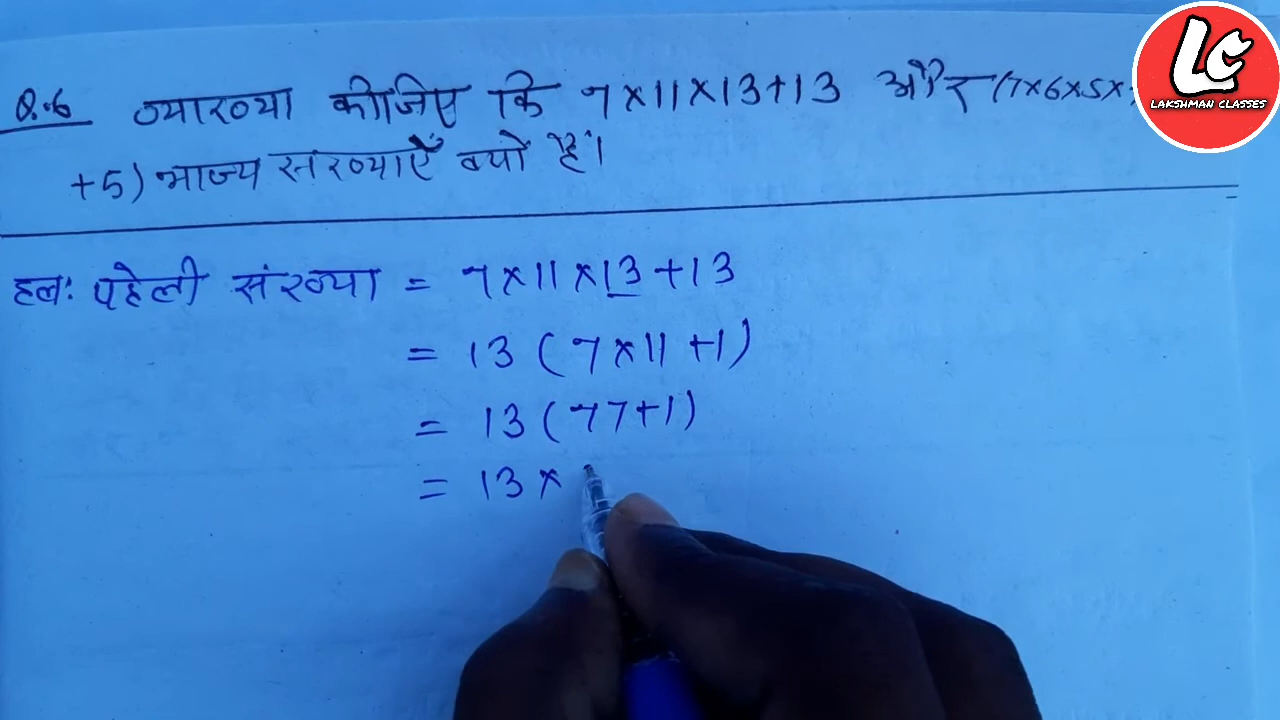 Q.6 व्याख्या कीजिए कि 7×11×13+13 और (7×6×5×
+5) भाज्य संख्याएँ क्यों हैं।
हल: पहेली संख्या = 7×11×13+13
= 13 (7×11+1)
= 13 (77+1)
= 13×
LC
LAKSHMAN CLASSES